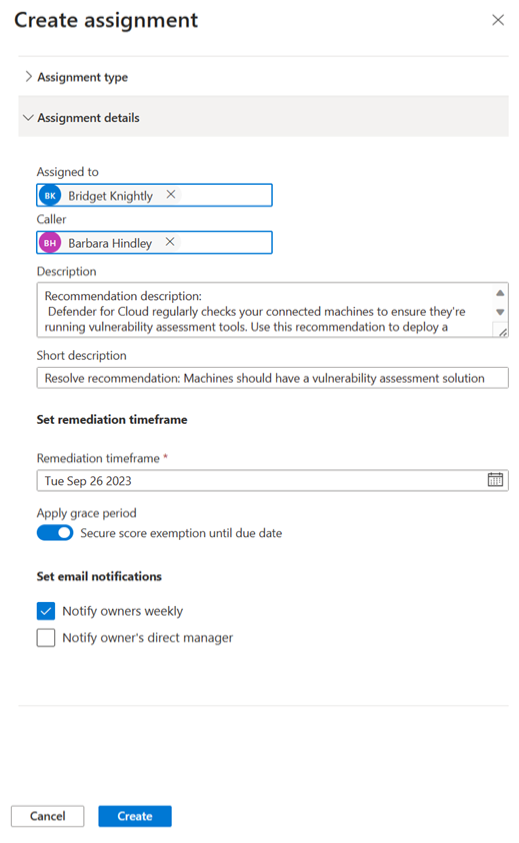 Create assignment
Assignment type
Assignment details
Assigned to
BK Bridget Knightly
Caller
BH Barbara Hindley
Description
Recommendation description:
Defender for Cloud regularly checks your connected machines to ensure they're
running vulnerability assessment tools. Use this recommendation to deploy a
Short description
Resolve recommendation: Machines should have a vulnerability assessment solution
Set remediation timeframe
Remediation timeframe *
Tue Sep 26 2023
Apply grace period
Secure score exemption until due date
Set email notifications
Notify owners weekly
Notify owner's direct manager
Cancel Create